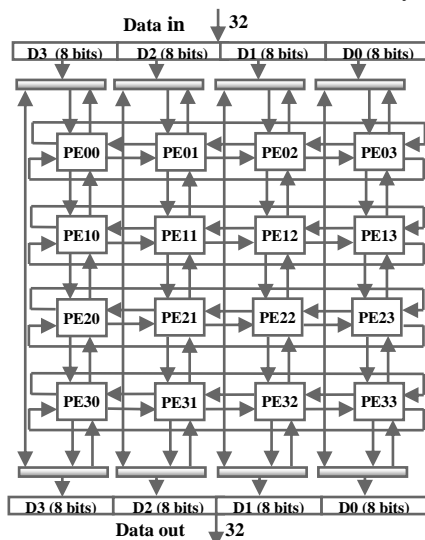 Data in 32
D3 (8 bits) D2 (8 bits) D1 (8 bits) D0 (8 bits)
PE00 PE01 PE02 PE03
PE10 PE11 PE12 PE13
PE20 PE21 PE22 PE23
PE30 PE31 PE32 PE33
D3 (8 bits) D2 (8 bits) D1 (8 bits) D0 (8 bits)
Data out 32